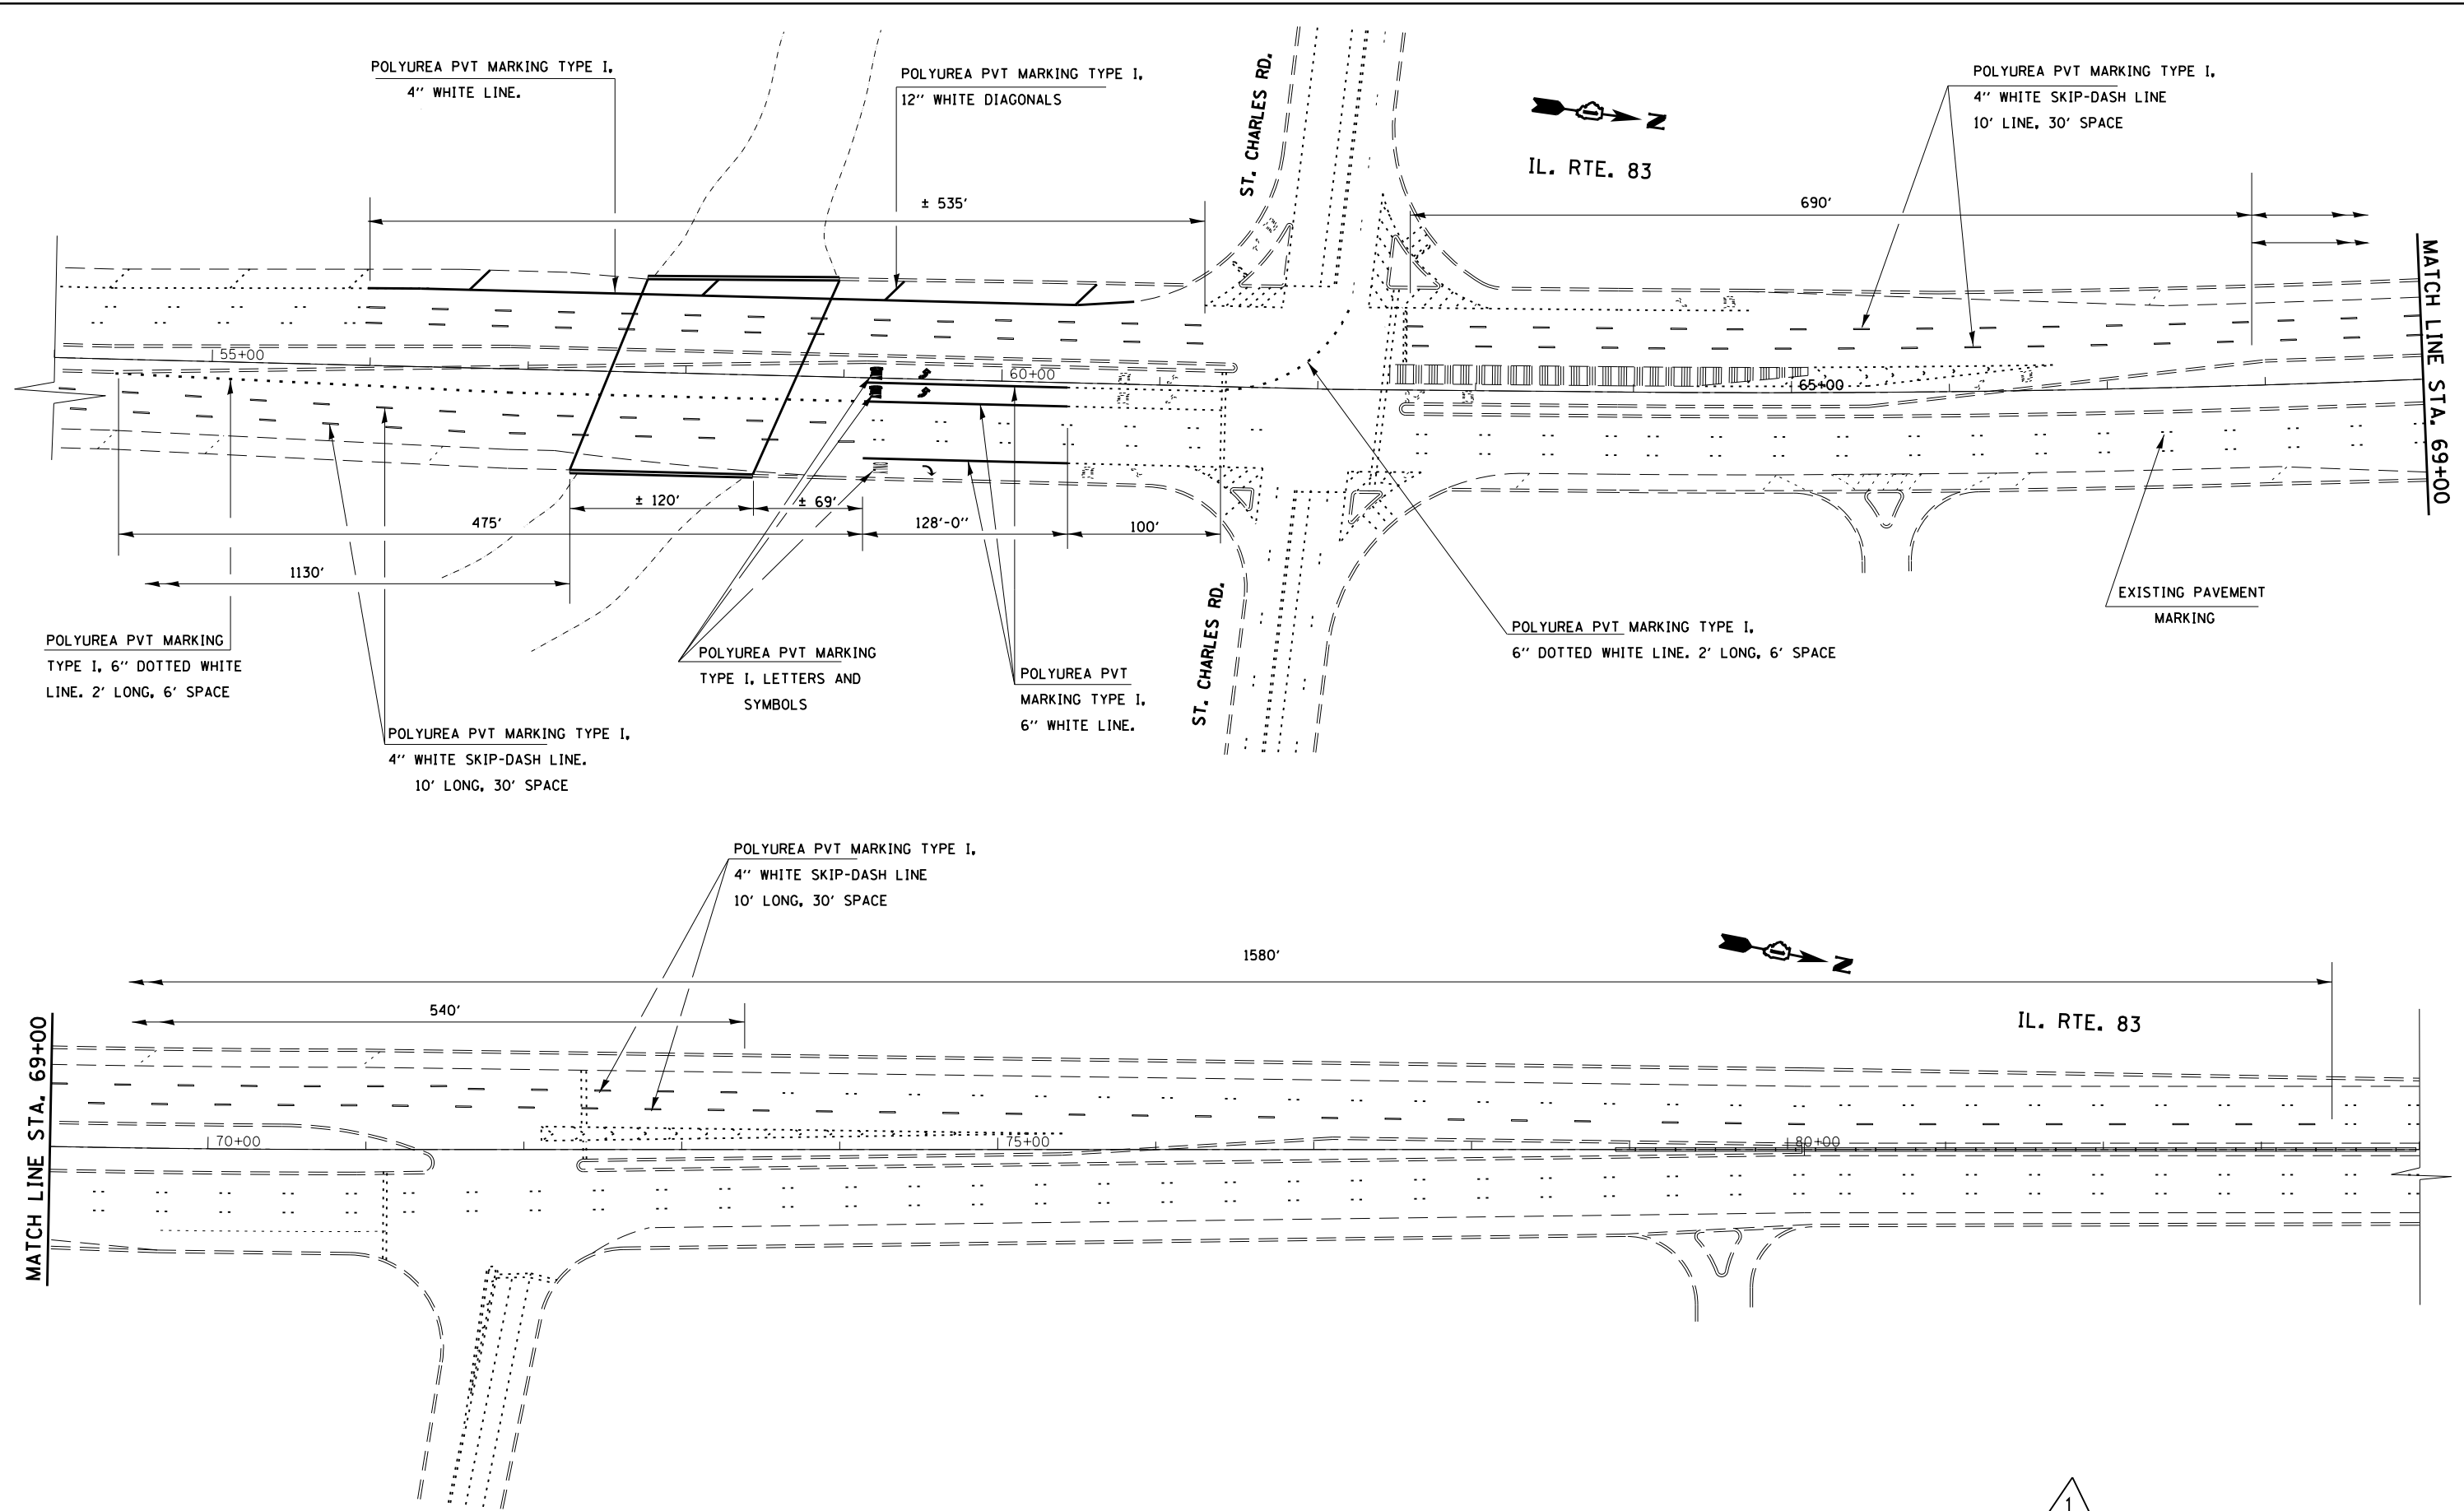 POLYUREA PVT MARKING TYPE I,
4" WHITE LINE.
POLYUREA PVT MARKING TYPE I,
12" WHITE DIAGONALS
ST. CHARLES RD.
N
IL. RTE. 83
POLYUREA PVT MARKING TYPE I,
4" WHITE SKIP-DASH LINE
10' LINE, 30' SPACE
± 535'
690'
MATCH LINE STA. 69+00
55+00
60+00
65+00
± 120'
± 69'
475'
128'-0"
100'
1130'
POLYUREA PVT MARKING
TYPE I, 6" DOTTED WHITE
LINE. 2' LONG, 6' SPACE
POLYUREA PVT MARKING TYPE I,
4" WHITE SKIP-DASH LINE.
10' LONG, 30' SPACE
POLYUREA PVT MARKING
TYPE I, LETTERS AND
SYMBOLS
POLYUREA PVT
MARKING TYPE I,
6" WHITE LINE.
ST. CHARLES RD.
POLYUREA PVT MARKING TYPE I,
6" DOTTED WHITE LINE. 2' LONG, 6' SPACE
EXISTING PAVEMENT
MARKING
POLYUREA PVT MARKING TYPE I,
4" WHITE SKIP-DASH LINE
10' LONG, 30' SPACE
N
1580'
540'
IL. RTE. 83
MATCH LINE STA. 69+00
70+00
75+00
80+00
1